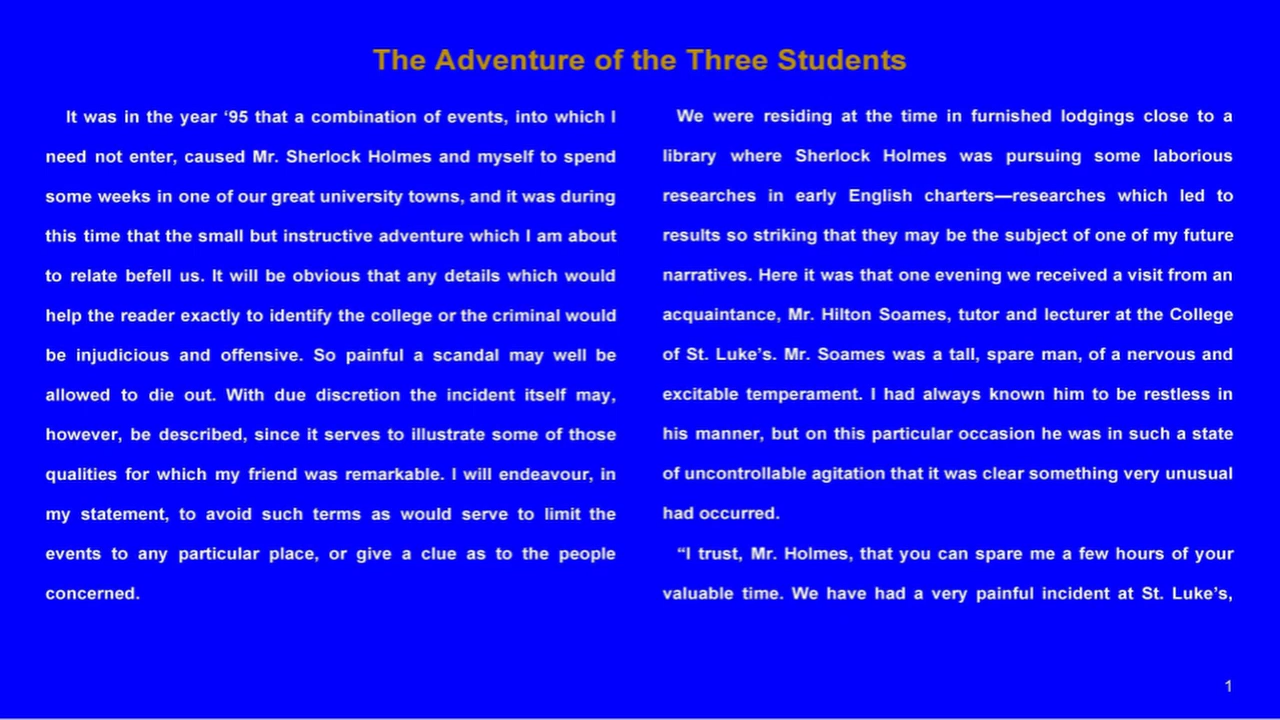 The Adventure of the Three Students
It was in the year ‘95 that a combination of events, into which I
need not enter, caused Mr. Sherlock Holmes and myself to spend
some weeks in one of our great university towns, and it was during
this time that the small but instructive adventure which I am about
to relate befell us. It will be obvious that any details which would
help the reader exactly to identify the college or the criminal would
be injudicious and offensive. So painful a scandal may well be
allowed to die out. With due discretion the incident itself may,
however, be described, since it serves to illustrate some of those
qualities for which my friend was remarkable. I will endeavour, in
my statement, to avoid such terms as would serve to limit the
events to any particular place, or give a clue as to the people
concerned.
We were residing at the time in furnished lodgings close to a
library where Sherlock Holmes was pursuing some laborious
researches in early English charters—researches which led to
results so striking that they may be the subject of one of my future
narratives. Here it was that one evening we received a visit from an
acquaintance, Mr. Hilton Soames, tutor and lecturer at the College
of St. Luke’s. Mr. Soames was a tall, spare man, of a nervous and
excitable temperament. I had always known him to be restless in
his manner, but on this particular occasion he was in such a state
of uncontrollable agitation that it was clear something very unusual
had occurred.
“I trust, Mr. Holmes, that you can spare me a few hours of your
valuable time. We have had a very painful incident at St. Luke’s,
1